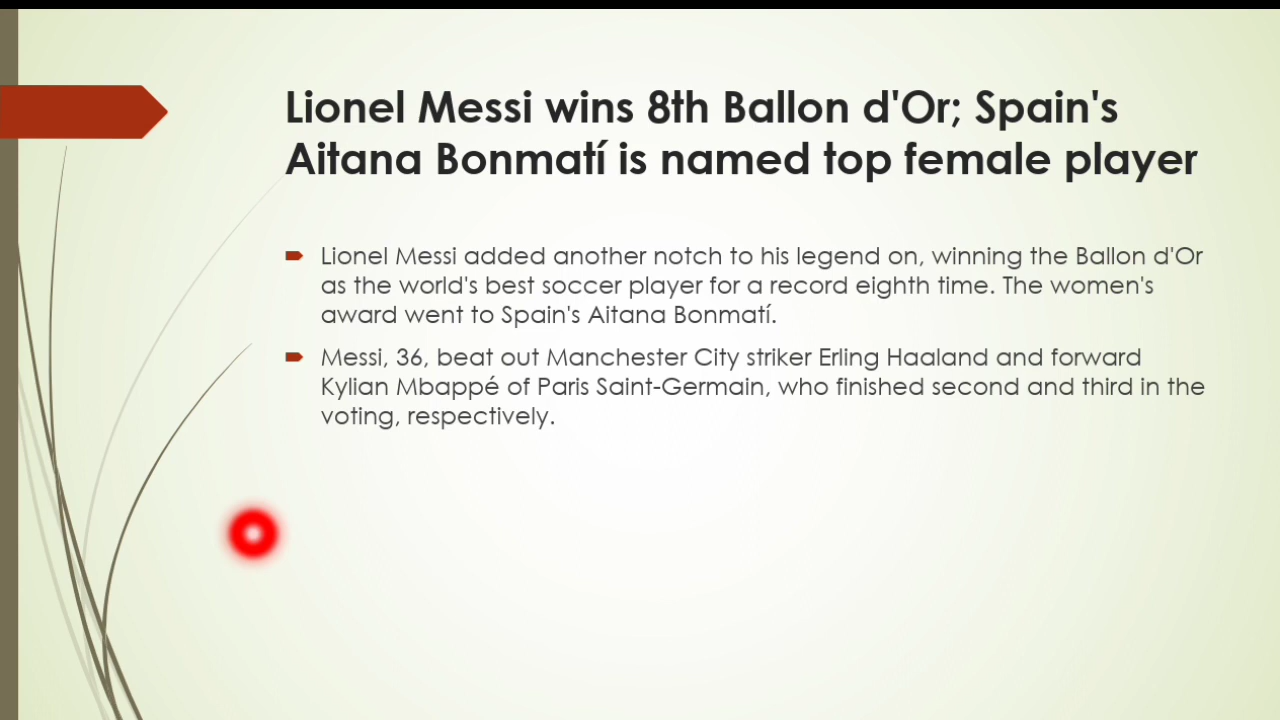 Lionel Messi wins 8th Ballon d'Or; Spain's
Aitana Bonmatí is named top female player
Lionel Messi added another notch to his legend on, winning the Ballon d'Or
as the world's best soccer player for a record eighth time. The women's
award went to Spain's Aitana Bonmatí.
Messi, 36, beat out Manchester City striker Erling Haaland and forward
Kylian Mbappé of Paris Saint-Germain, who finished second and third in the
voting, respectively.